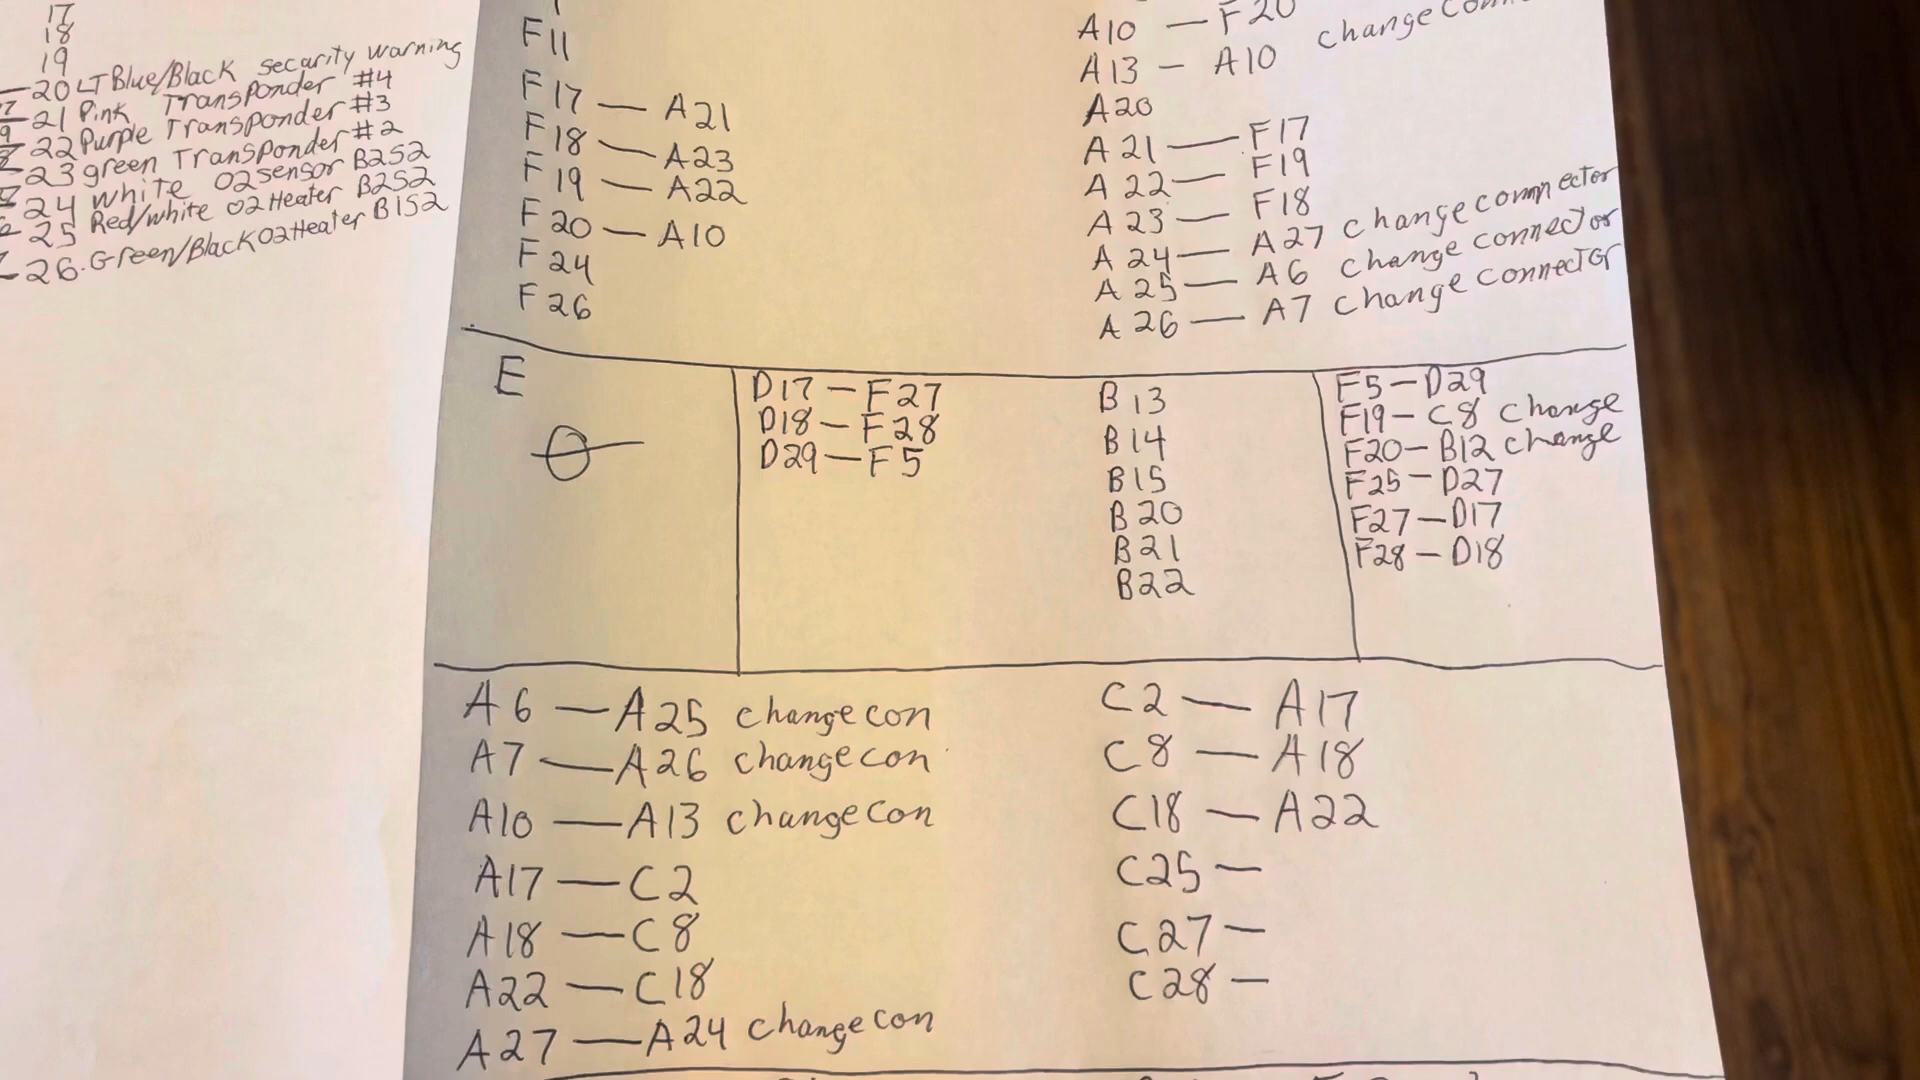 17
18
19
20 LT Blue/Black security warning
21 Pink Transponder #4
22 Purple Transponder #3
23 green Transponder #2
24 white O2 sensor B2S2
25 Red/white O2 Heater B2S2
26. Green/Black O2 Heater B1S2
F11
F17 — A21
F18 — A23
F19 — A22
F20 — A10
F24
F26
A10 — F20
A13 — A10 change
A20
A21 — F17
A22 — F19
A23 — F18
A24 — A27 change connector
A25 — A6 change connector
A26 — A7 change connector
E
D17 — F27
D18 — F28
D29 — F5
B13
B14
B15
B20
B21
B22
F5 — D29
F19 — C8 change
F20 — B12 change
F25 — D27
F27 — D17
F28 — D18
A6 — A25 change con
A7 — A26 change con
A10 — A13 change con
A17 — C2
A18 — C8
A22 — C18
A27 — A24 change con
C2 — A17
C8 — A18
C18 — A22
C25 —
C27 —
C28 —